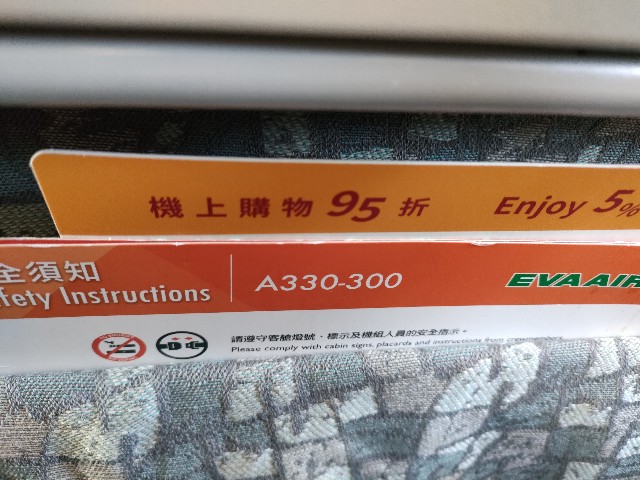 機上購物 95 折 Enjoy 5%
全須知
fety Instructions A330-300 EVA AIR
請遵守客艙燈號、標示及機組人員的安全指示。
Please comply with cabin signs, placards and instructions from